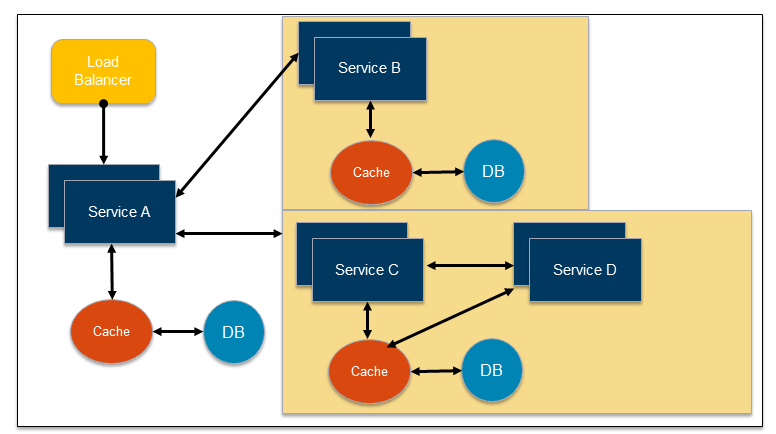 Load
Balancer
Service A
Cache
DB
Service B
Cache
DB
Service C
Service D
Cache
DB